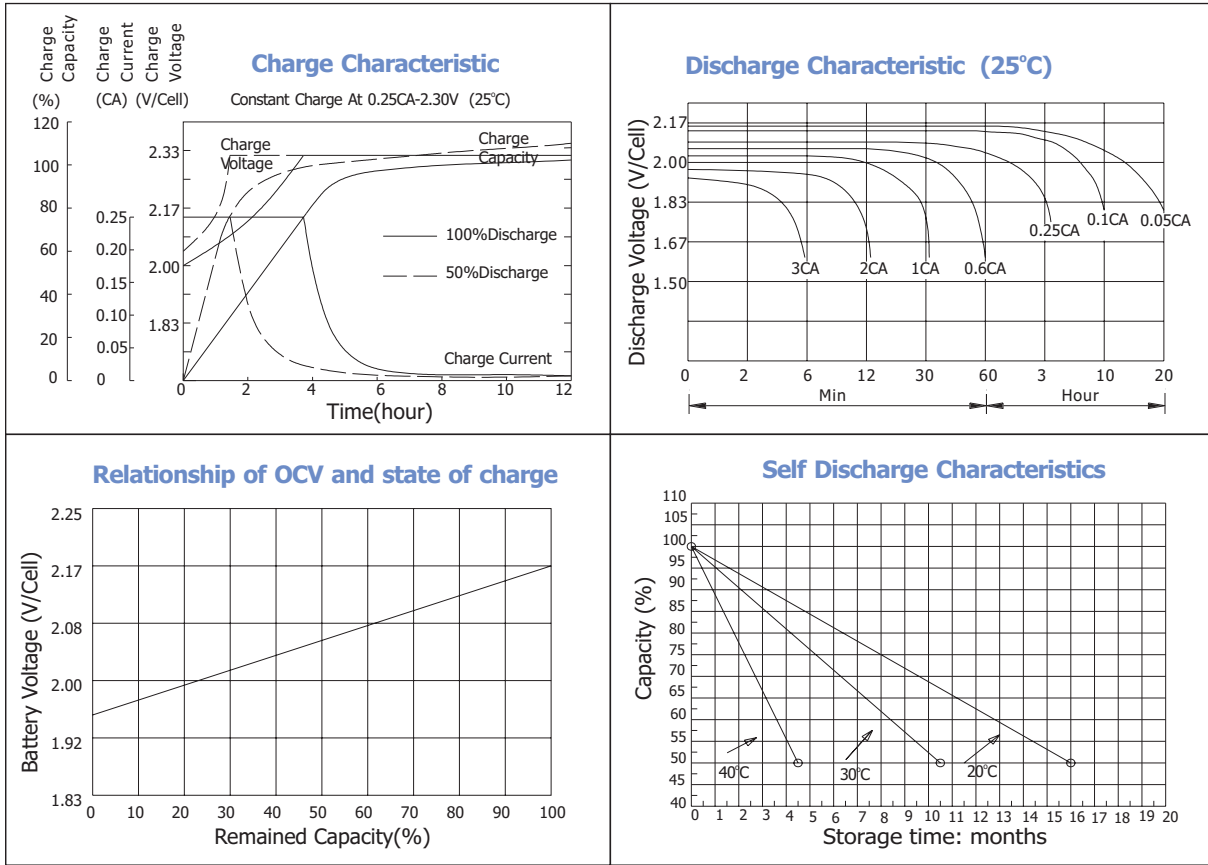 Charge
Capacity
Charge
Current
Charge
Voltage
(%)
(CA) (V/Cell)
Charge Characteristic
Constant Charge At 0.25CA-2.30V (25°C)
120
100
80
60
40
20
0
0.25
0.20
0.15
0.10
0.05
0
2.33
2.17
2.00
1.83
Charge
Voltage
Charge
Capacity
100%Discharge
50%Discharge
Charge Current
0 2 4 6 8 10 12
Time(hour)
Discharge Characteristic (25°C)
Discharge Voltage (V/Cell)
2.17
2.00
1.83
1.67
1.50
3CA
2CA
1CA
0.6CA
0.25CA
0.1CA
0.05CA
0 2 6 12 30 60 3 10 20
Min
Hour
Relationship of OCV and state of charge
Battery Voltage (V/Cell)
2.25
2.17
2.08
2.00
1.92
1.83
0 10 20 30 40 50 60 70 80 90 100
Remained Capacity(%)
Self Discharge Characteristics
Capacity (%)
110
105
100
95
90
85
80
75
70
65
60
55
50
45
40
40°C
30°C
20°C
0 1 2 3 4 5 6 7 8 9 10 11 12 13 14 15 16 17 18 19 20
Storage time: months